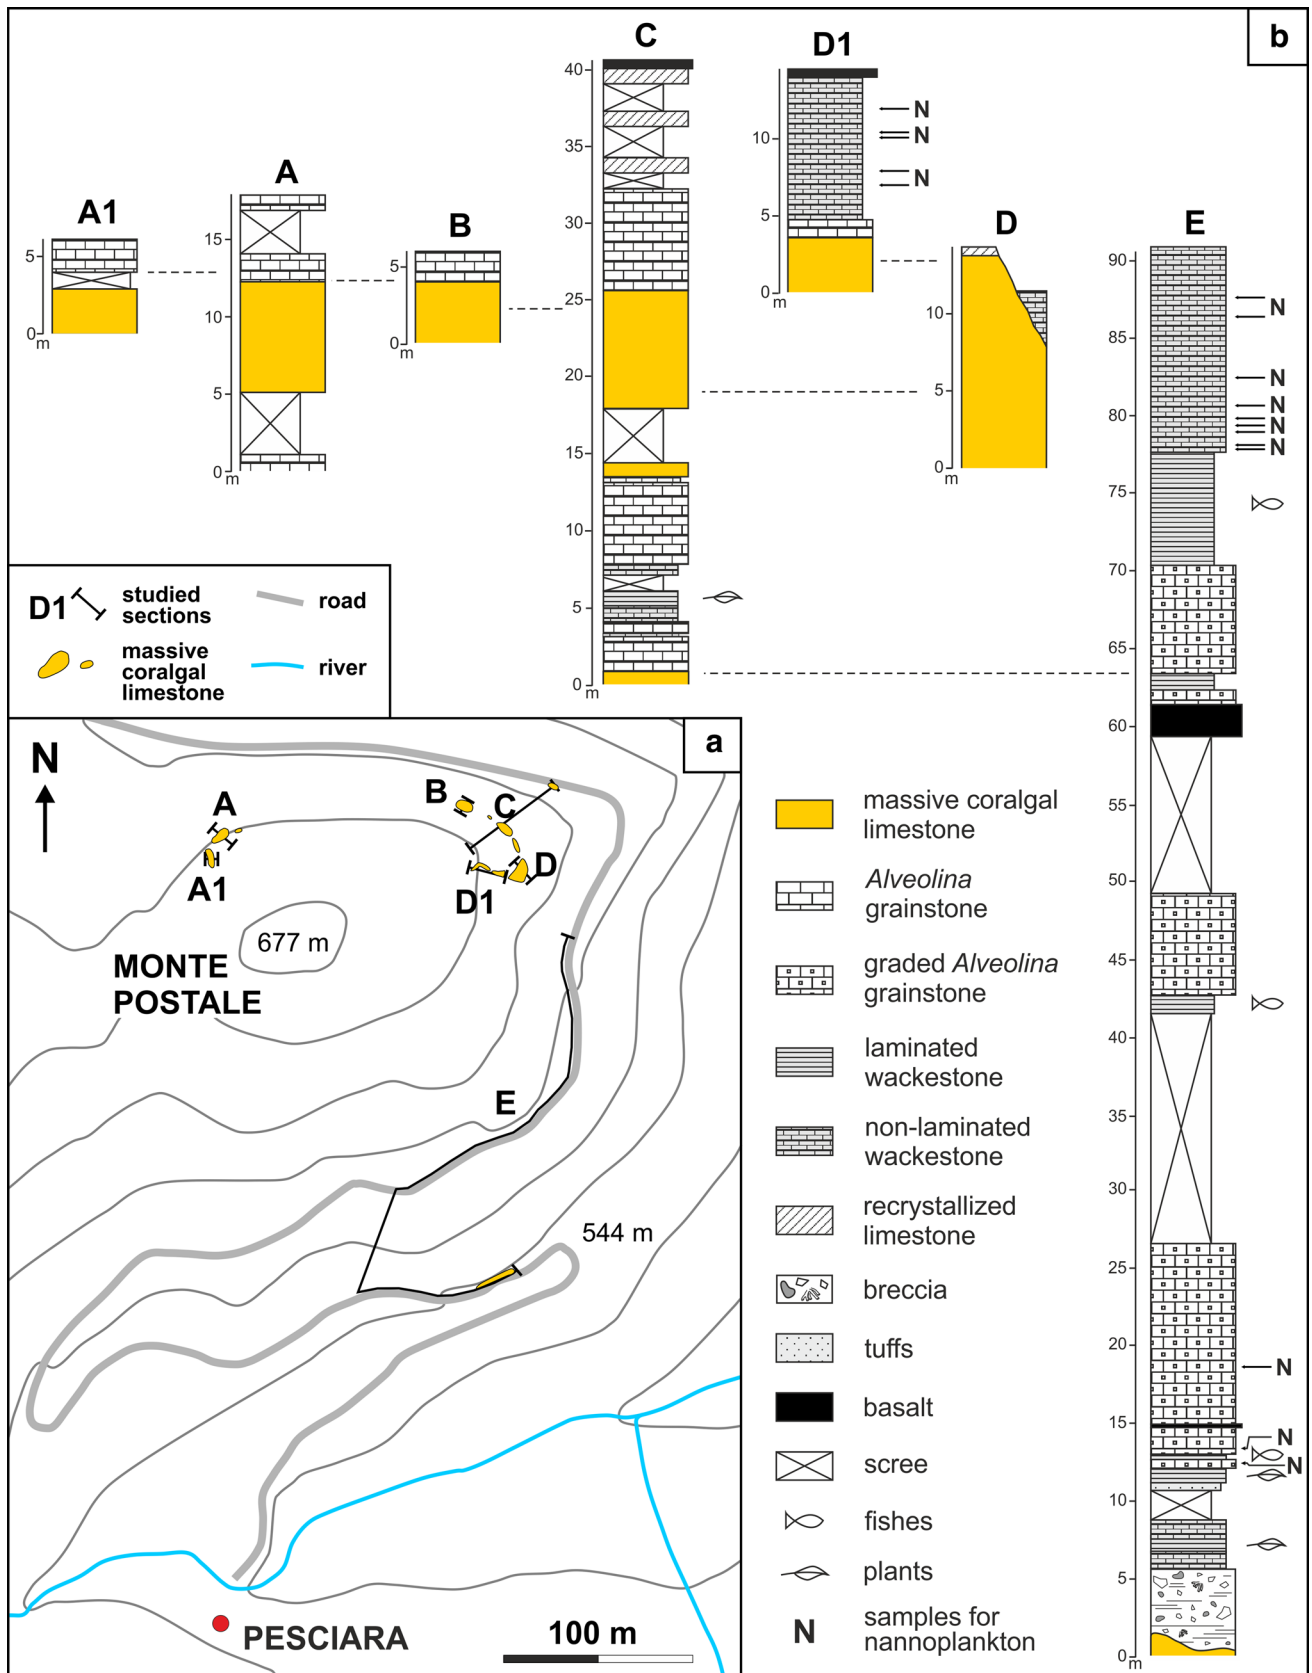 b
C
40
35
30
25
20
15
10
5
0
m
D1
10
5
0
m
N
N
N
A1
5
0
m
A
15
10
5
0
m
B
5
0
m
D
10
5
0
m
E
90
85
80
75
70
65
60
55
50
45
40
35
30
25
20
15
10
5
0
m
N
N
N
N
N
N
N
N
D1
studied
sections
road
massive
coralgal
limestone
river
a
N
A
A1
B
C
D
D1
E
677 m
MONTE
POSTALE
544 m
PESCIARA
100 m
massive coralgal
limestone
Alveolina
grainstone
graded Alveolina
grainstone
laminated
wackestone
non-laminated
wackestone
recrystallized
limestone
breccia
tuffs
basalt
scree
fishes
plants
N
samples for
nannoplankton